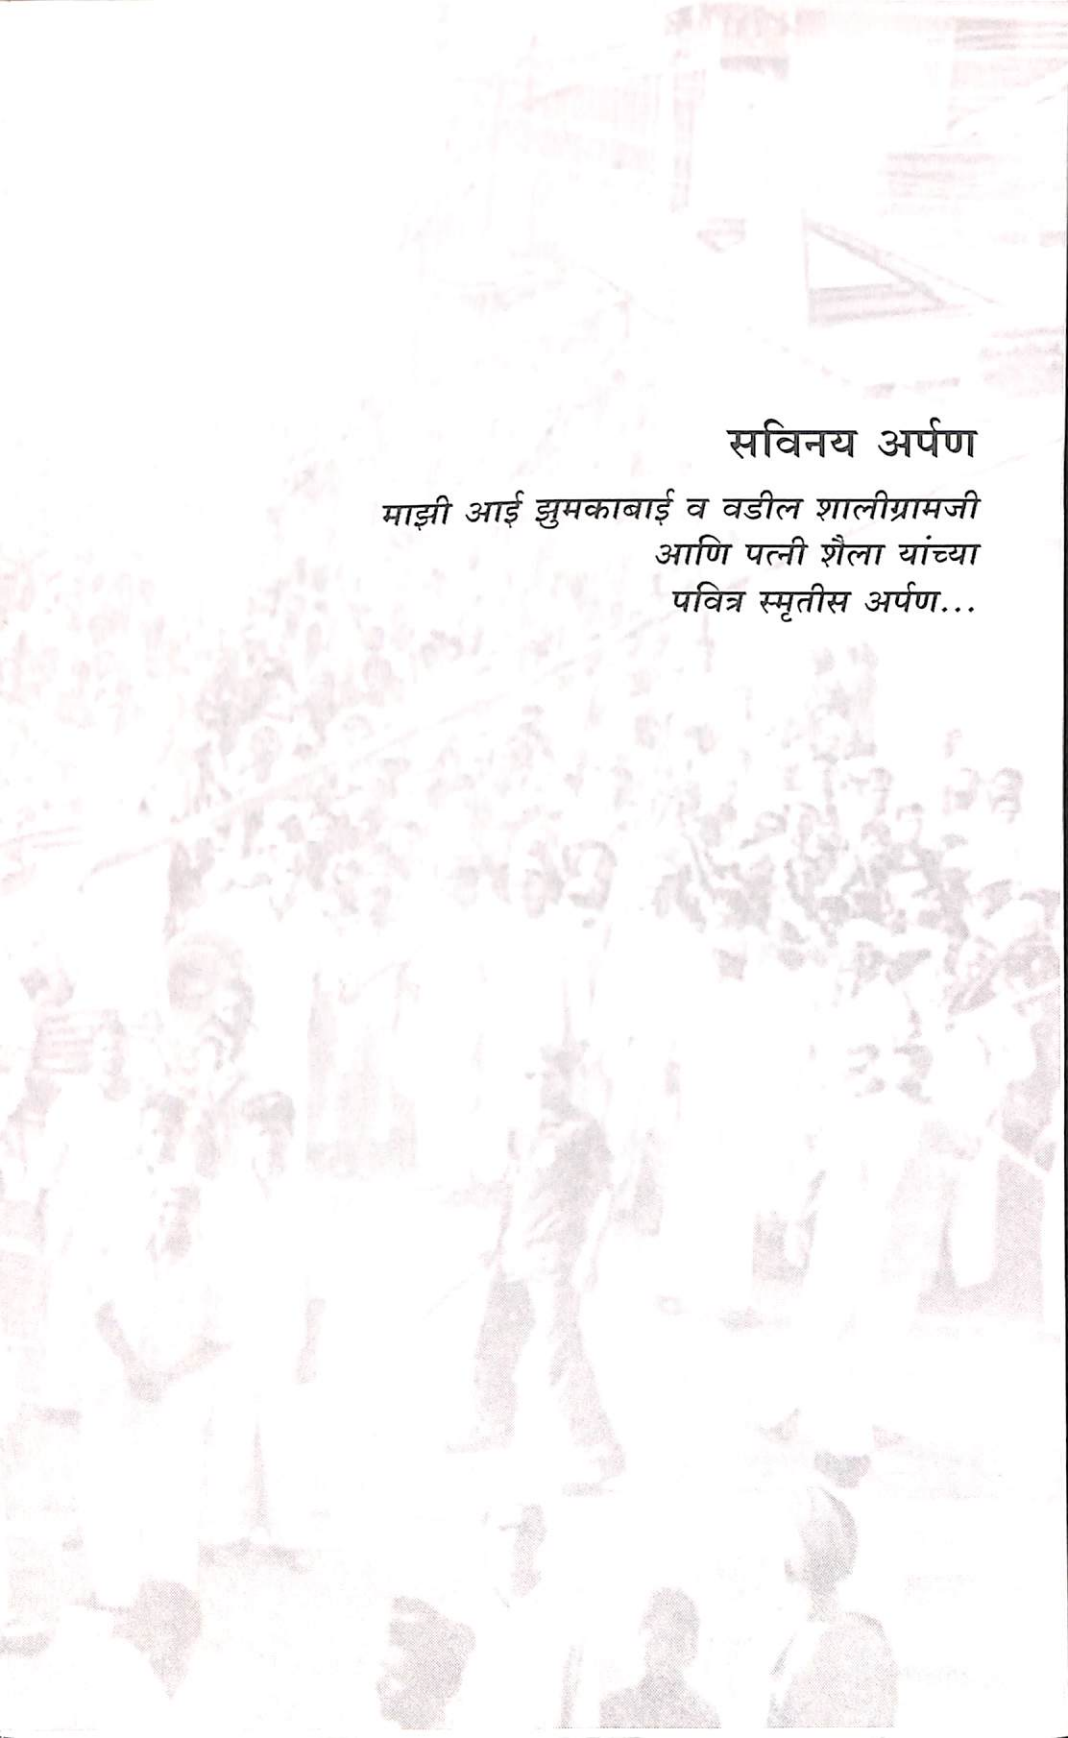 सविनय अर्पण
माझी आई झुमकाबाई व वडील शालीग्रामजी
आणि पत्नी शैला यांच्या
पवित्र स्मृतीस अर्पण...